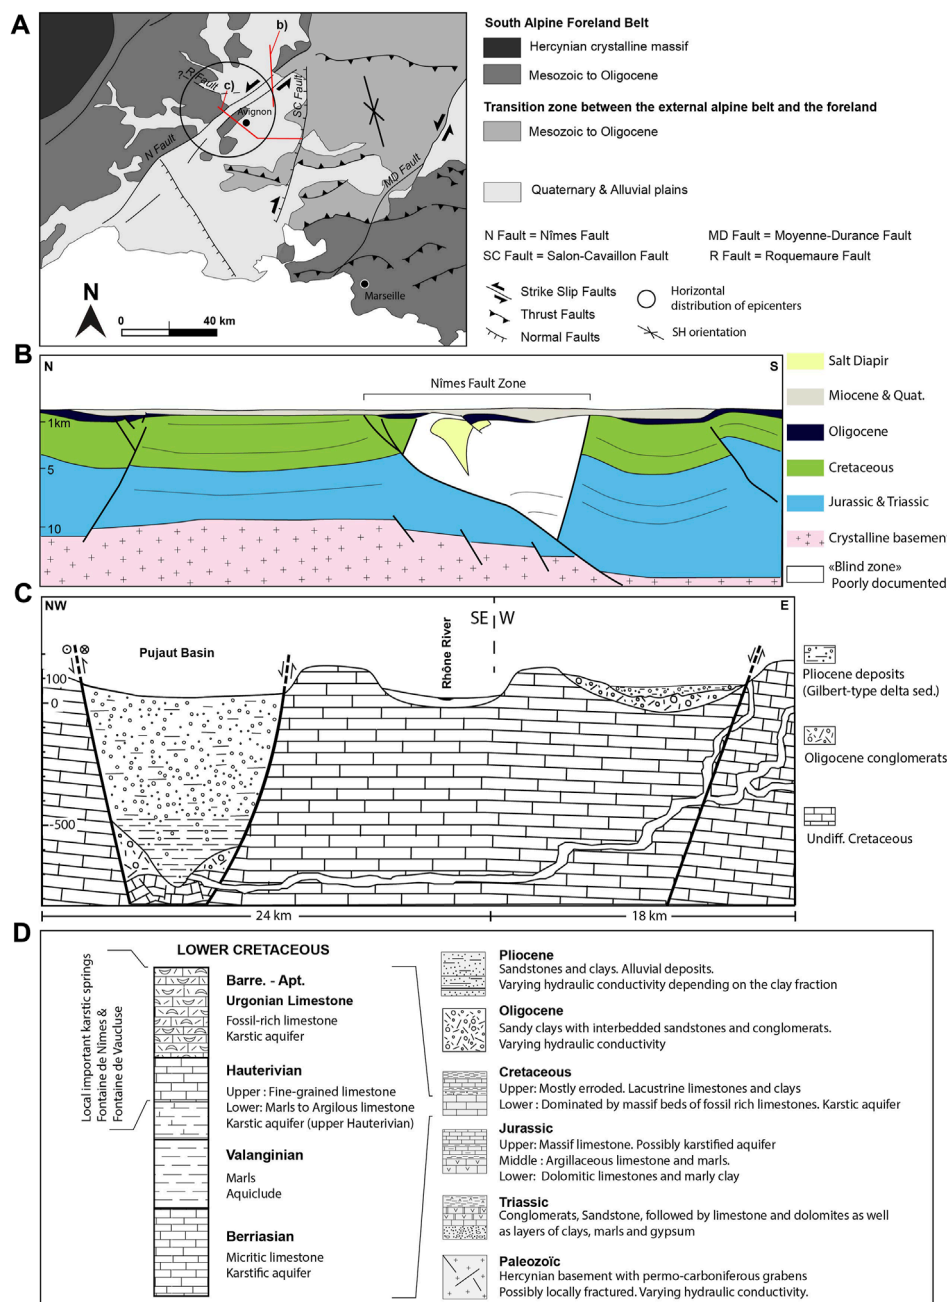 A
b)
?
R Fault
c)
Avignon
SC Fault
N Fault
MD Fault
Marseille
N
0 40 km
South Alpine Foreland Belt
Hercynian crystalline massif
Mesozoic to Oligocene
Transition zone between the external alpine belt and the foreland
Mesozoic to Oligocene
Quaternary & Alluvial plains
N Fault = Nîmes Fault
MD Fault = Moyenne-Durance Fault
SC Fault = Salon-Cavaillon Fault
R Fault = Roquemaure Fault
Strike Slip Faults
Thrust Faults
Normal Faults
Horizontal
distribution of epicenters
SH orientation
B
N
S
Nîmes Fault Zone
1km
5
10
Salt Diapir
Miocene & Quat.
Oligocene
Cretaceous
Jurassic & Triassic
Crystalline basement
«Blind zone»
Poorly documented
C
NW
SE W
E
Pujaut Basin
Rhône River
100
0
-500
24 km
18 km
Pliocene deposits
(Gilbert-type delta sed.)
Oligocene conglomerats
Undiff. Cretaceous
D
LOWER CRETACEOUS
Local important karstic springs
Fontaine de Nîmes &
Fontaine de Vaucluse
Barre. - Apt.
Urgonian Limestone
Fossil-rich limestone
Karstic aquifer
Hauterivian
Upper : Fine-grained limestone
Lower: Marls to Argilous limestone
Karstic aquifer (upper Hauterivian)
Valanginian
Marls
Aquiclude
Berriasian
Micritic limestone
Karstific aquifer
Pliocene
Sandstones and clays. Alluvial deposits.
Varying hydraulic conductivity depending on the clay fraction
Oligocene
Sandy clays with interbedded sandstones and conglomerats.
Varying hydraulic conductivity
Cretaceous
Upper: Mostly erroded. Lacustrine limestones and clays
Lower : Dominated by massif beds of fossil rich limestones. Karstic aquifer
Jurassic
Upper: Massif limestone. Possibly karstified aquifer
Middle : Argillaceous limestone and marls.
Lower: Dolomitic limestones and marly clay
Triassic
Conglomerats, Sandstone, followed by limestone and dolomites as well
as layers of clays, marls and gypsum
Paleozoïc
Hercynian basement with permo-carboniferous grabens
Possibly locally fractured. Varying hydraulic conductivity.